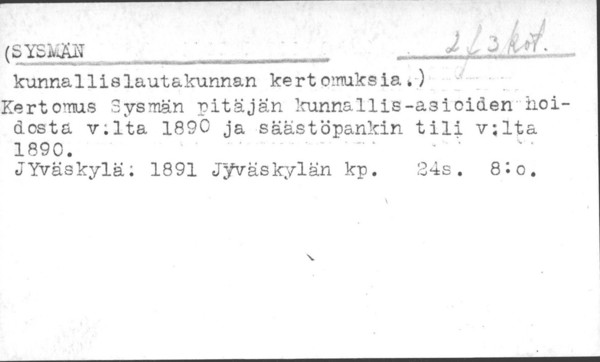 (SYSMÄN 2 f 3 kot.
kunnallislautakunnan kertomuksia.)
Kertomus Sysmän pitäjän kunnallis-asioiden hoi-
dosta v:lta 1890 ja säästöpankin tili v:lta
1890.
JYväskylä: 1891 Jyväskylän kp. 24s. 8:o.